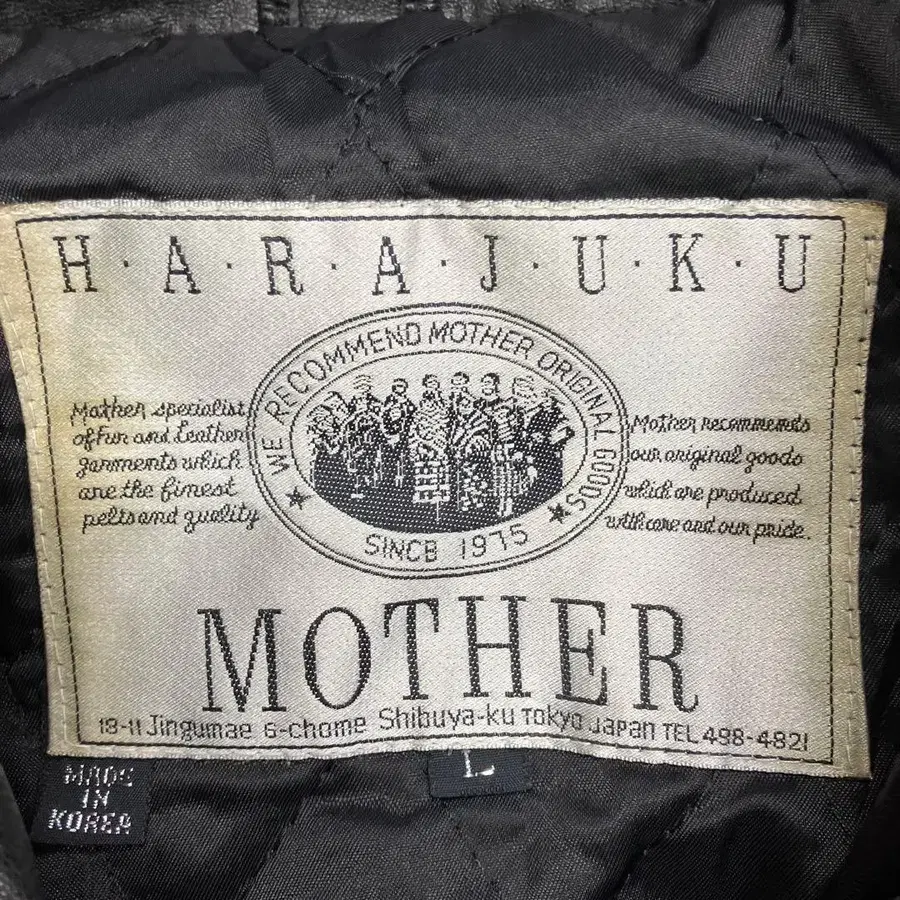 H·A·R·A·J·U·K·U
WE RECOMMEND MOTHER ORIGINAL GOODS
★ SINCE 1975 ★
Mother specialist
of Fur and Leather
garments which
are the finest
pelts and quality
Mother recommends
our original goods
which are produced
with care and our pride.
MOTHER
18-11 Jingumae 6-chome Shibuya-ku Tokyo Japan TEL 498-4821
MADE
IN
KOREA
L